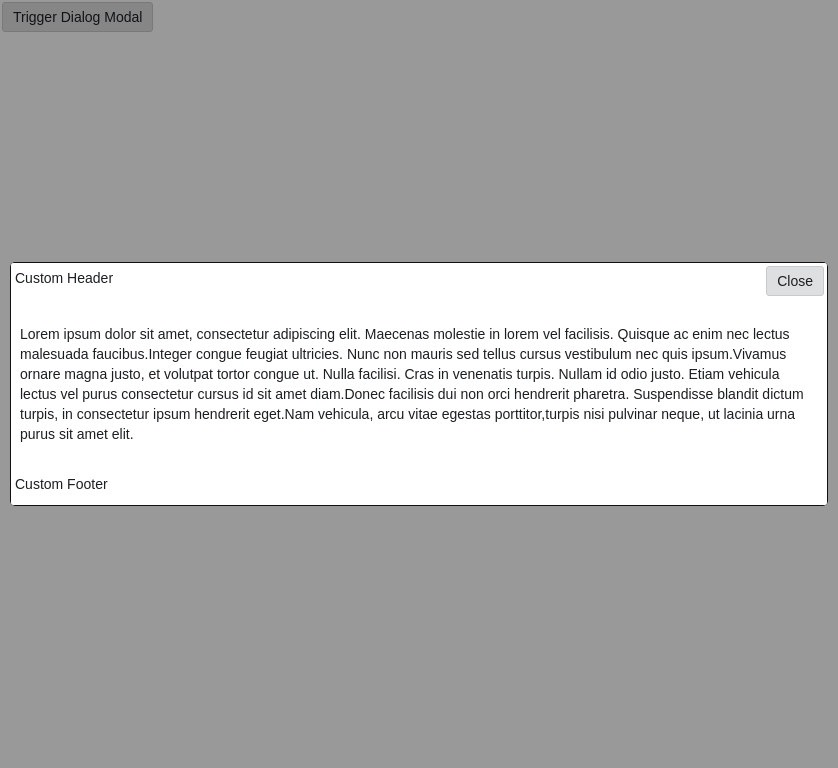 Trigger Dialog Modal
Custom Header
Close
Lorem ipsum dolor sit amet, consectetur adipiscing elit. Maecenas molestie in lorem vel facilisis. Quisque ac enim nec lectus
malesuada faucibus.Integer congue feugiat ultricies. Nunc non mauris sed tellus cursus vestibulum nec quis ipsum.Vivamus
ornare magna justo, et volutpat tortor congue ut. Nulla facilisi. Cras in venenatis turpis. Nullam id odio justo. Etiam vehicula
lectus vel purus consectetur cursus id sit amet diam.Donec facilisis dui non orci hendrerit pharetra. Suspendisse blandit dictum
turpis, in consectetur ipsum hendrerit eget.Nam vehicula, arcu vitae egestas porttitor,turpis nisi pulvinar neque, ut lacinia urna
purus sit amet elit.
Custom Footer